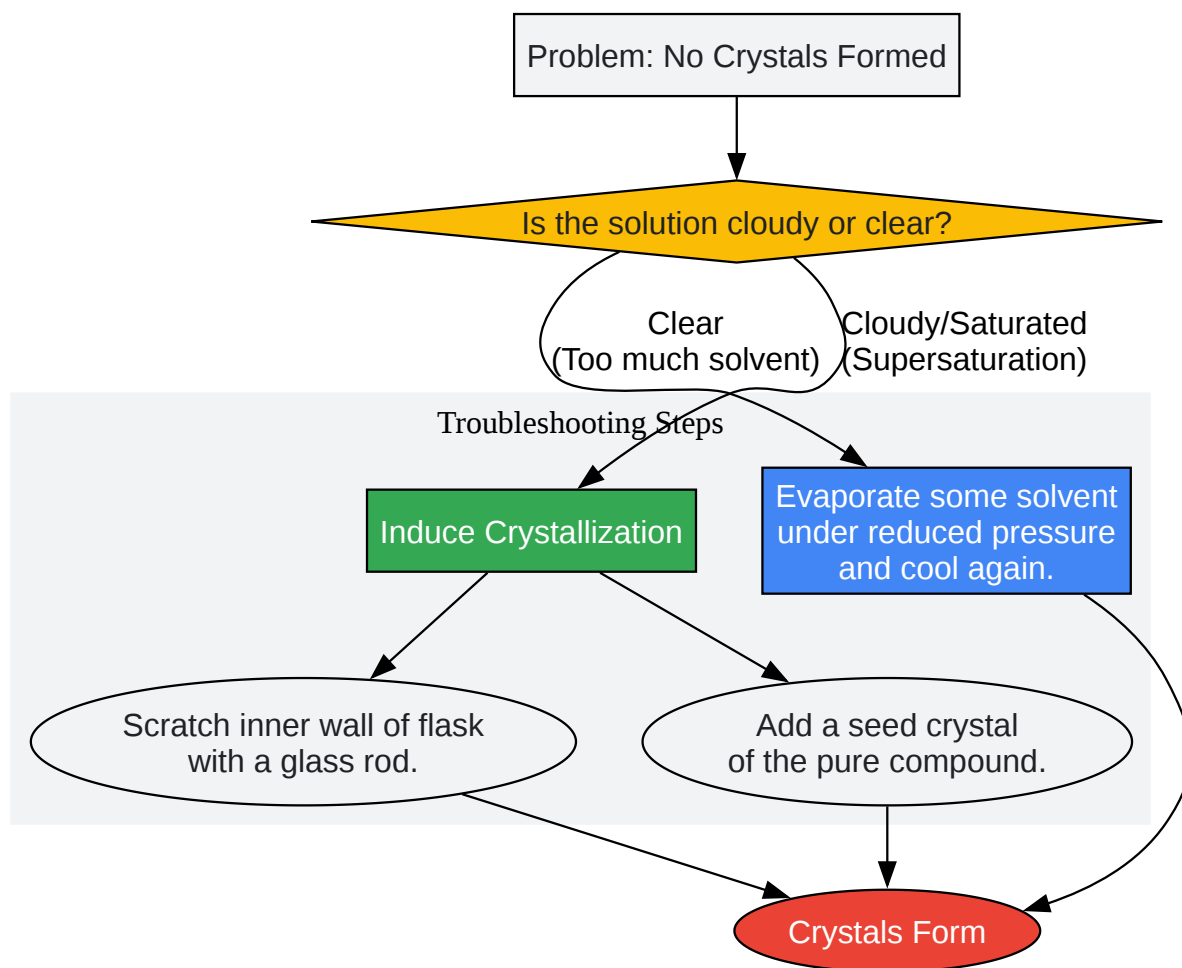 Problem: No Crystals Formed
Is the solution cloudy or clear?
Clear
(Too much solvent)
Cloudy/Saturated
(Supersaturation)
Troubleshooting Steps
Induce Crystallization
Evaporate some solvent
under reduced pressure
and cool again.
Scratch inner wall of flask
with a glass rod.
Add a seed crystal
of the pure compound.
Crystals Form